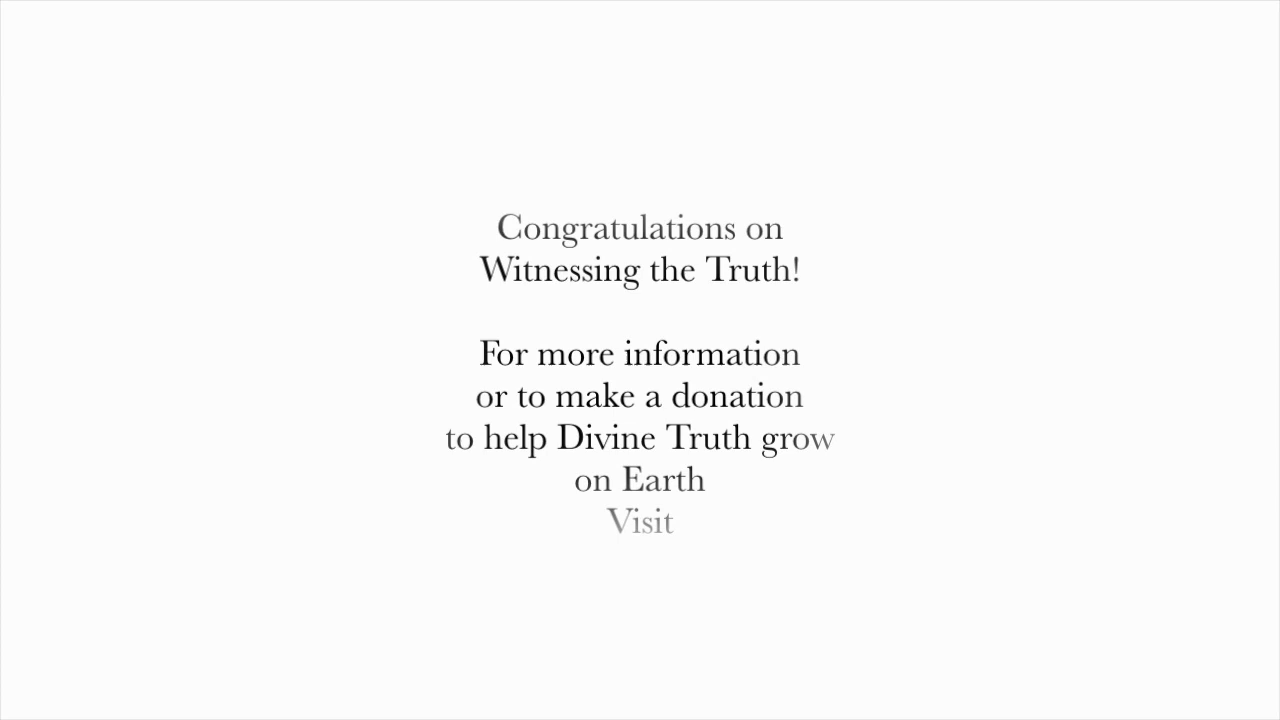 Congratulations on
Witnessing the Truth!
For more information
or to make a donation
to help Divine Truth grow
on Earth
Visit